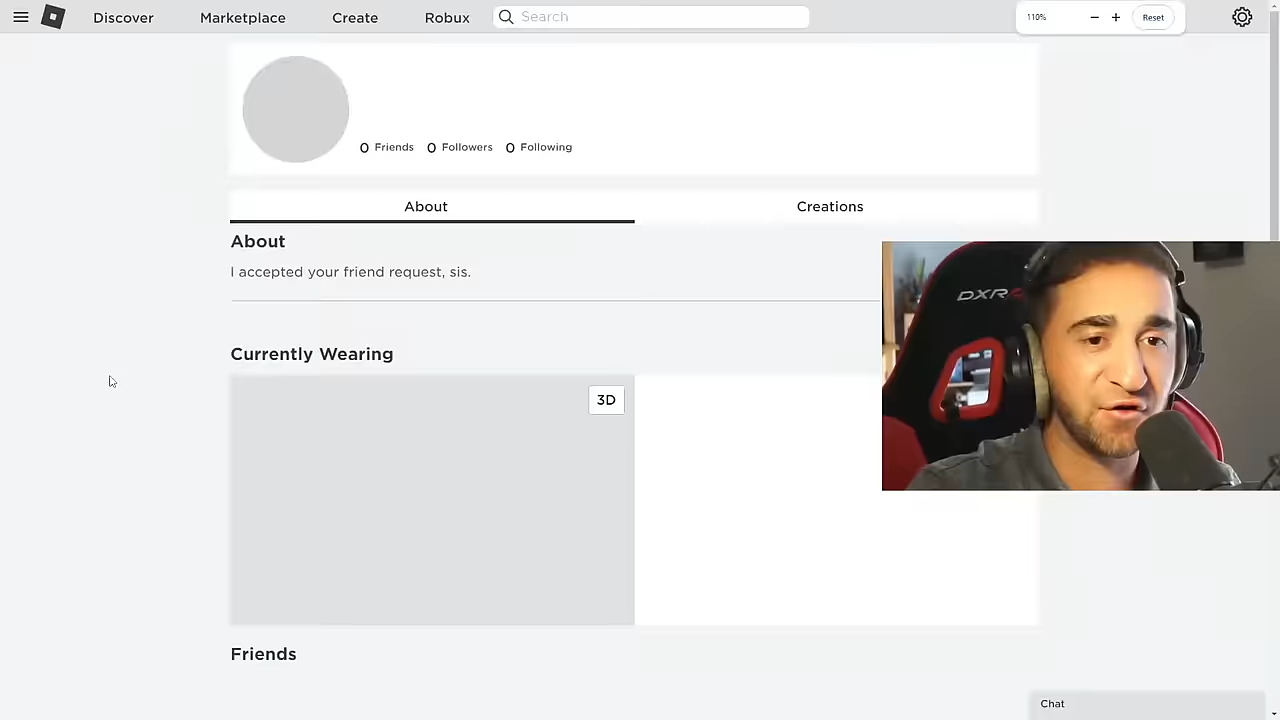 Discover
Marketplace
Create
Robux
Search
110%
Reset
0 Friends
0 Followers
0 Following
About
Creations
About
I accepted your friend request, sis.
Currently Wearing
3D
Friends
Chat